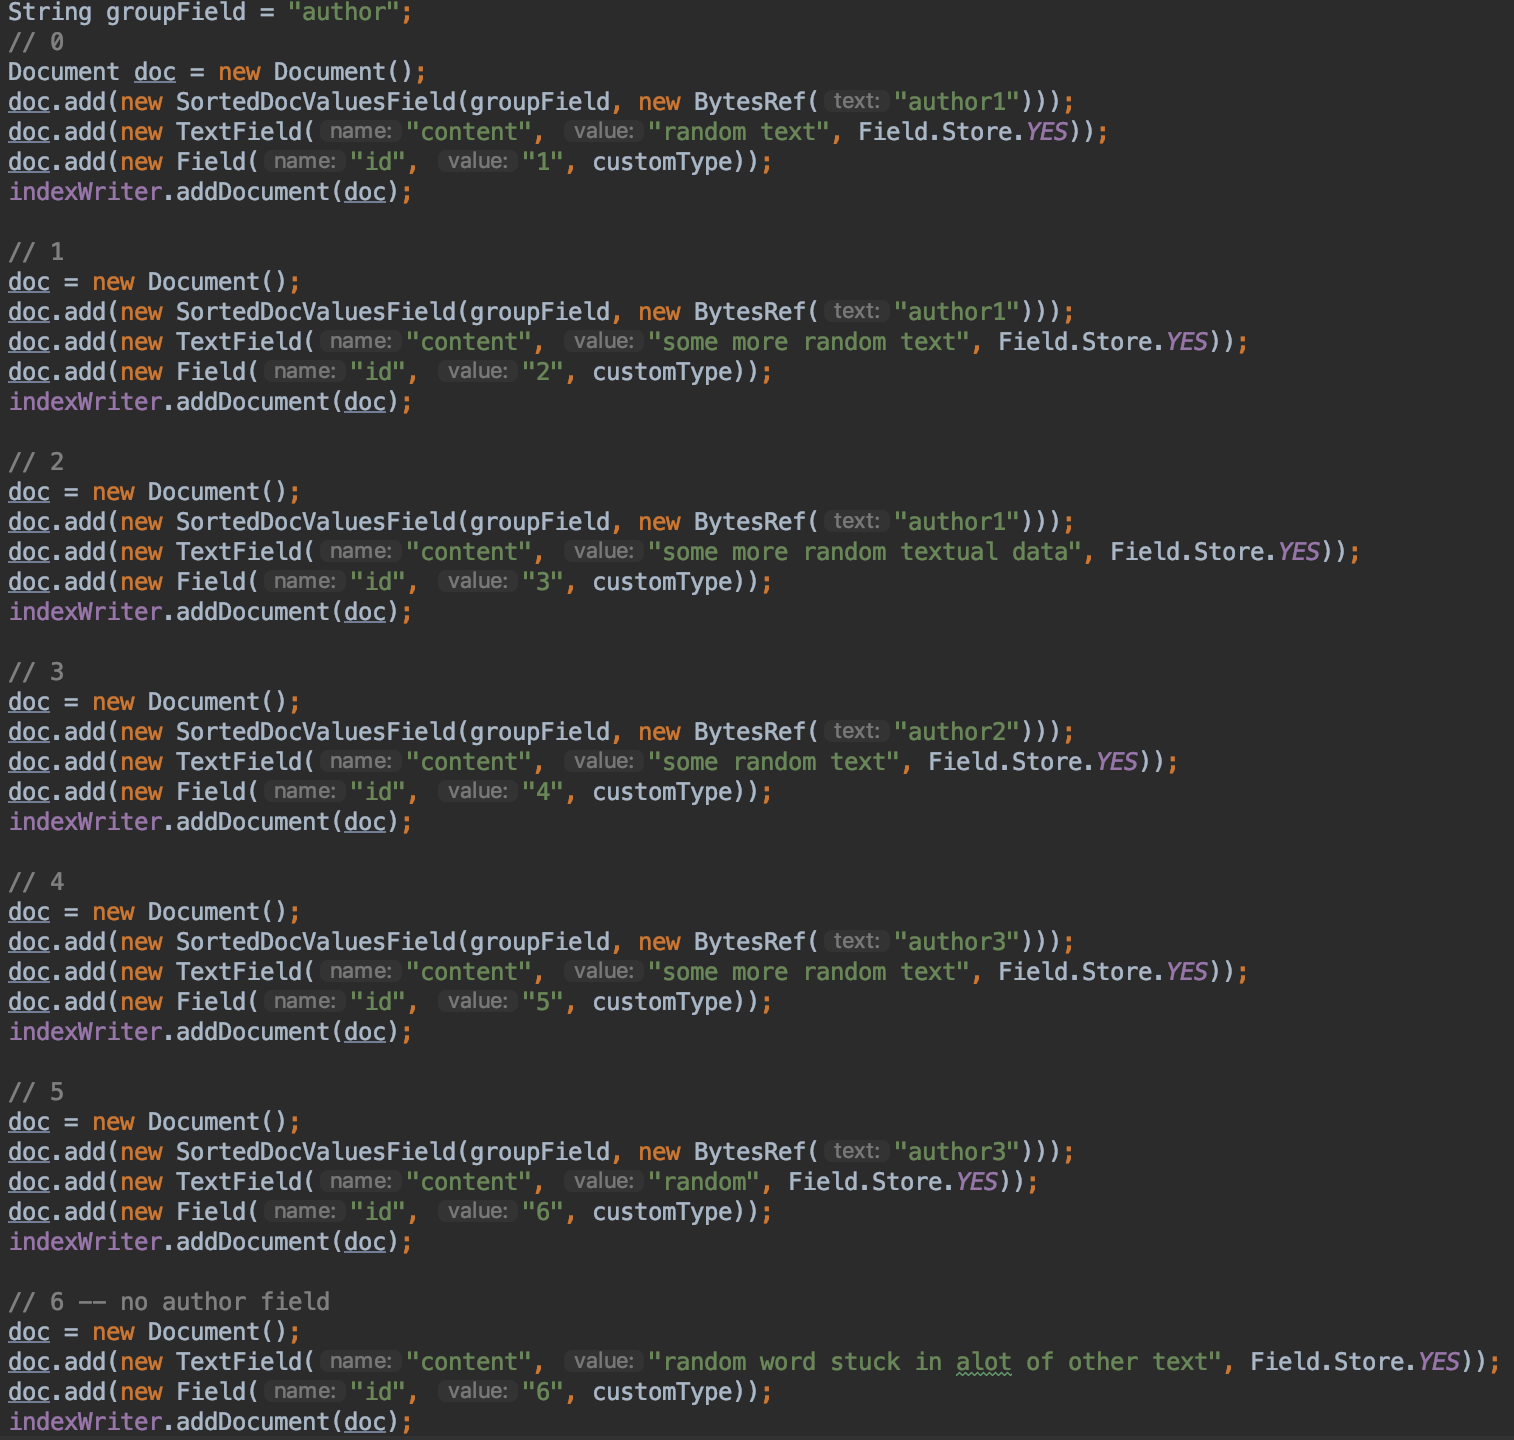 String groupField = "author";
// 0
Document doc = new Document();
doc.add(new SortedDocValuesField(groupField, new BytesRef( text: "author1")));
doc.add(new TextField( name: "content", value: "random text", Field.Store.YES));
doc.add(new Field( name: "id", value: "1", customType));
indexWriter.addDocument(doc);

// 1
doc = new Document();
doc.add(new SortedDocValuesField(groupField, new BytesRef( text: "author1")));
doc.add(new TextField( name: "content", value: "some more random text", Field.Store.YES));
doc.add(new Field( name: "id", value: "2", customType));
indexWriter.addDocument(doc);

// 2
doc = new Document();
doc.add(new SortedDocValuesField(groupField, new BytesRef( text: "author1")));
doc.add(new TextField( name: "content", value: "some more random textual data", Field.Store.YES));
doc.add(new Field( name: "id", value: "3", customType));
indexWriter.addDocument(doc);

// 3
doc = new Document();
doc.add(new SortedDocValuesField(groupField, new BytesRef( text: "author2")));
doc.add(new TextField( name: "content", value: "some random text", Field.Store.YES));
doc.add(new Field( name: "id", value: "4", customType));
indexWriter.addDocument(doc);

// 4
doc = new Document();
doc.add(new SortedDocValuesField(groupField, new BytesRef( text: "author3")));
doc.add(new TextField( name: "content", value: "some more random text", Field.Store.YES));
doc.add(new Field( name: "id", value: "5", customType));
indexWriter.addDocument(doc);

// 5
doc = new Document();
doc.add(new SortedDocValuesField(groupField, new BytesRef( text: "author3")));
doc.add(new TextField( name: "content", value: "random", Field.Store.YES));
doc.add(new Field( name: "id", value: "6", customType));
indexWriter.addDocument(doc);

// 6 -- no author field
doc = new Document();
doc.add(new TextField( name: "content", value: "random word stuck in alot of other text", Field.Store.YES));
doc.add(new Field( name: "id", value: "6", customType));
indexWriter.addDocument(doc);